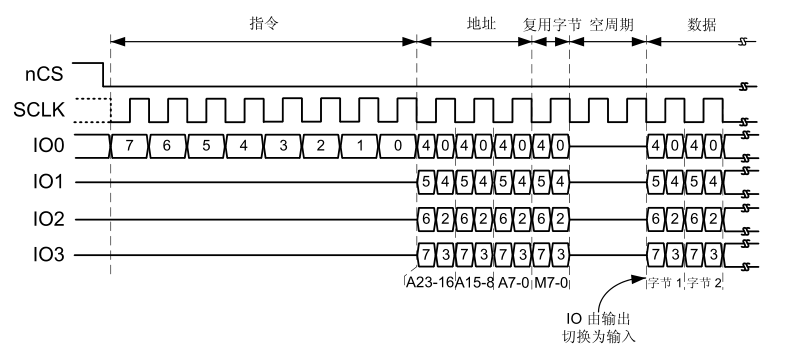 指令 地址 复用字节 空周期 数据
nCS
SCLK
IO0 7 6 5 4 3 2 1 0 4 0 4 0 4 0 4 0 4 0 4 0
IO1 5 4 5 4 5 4 5 4 5 4 5 4
IO2 6 2 6 2 6 2 6 2 6 2 6 2
IO3 7 3 7 3 7 3 7 3 7 3 7 3
A23-16 A15-8 A7-0 M7-0 字节 1 字节 2
IO 由输出
切换为输入